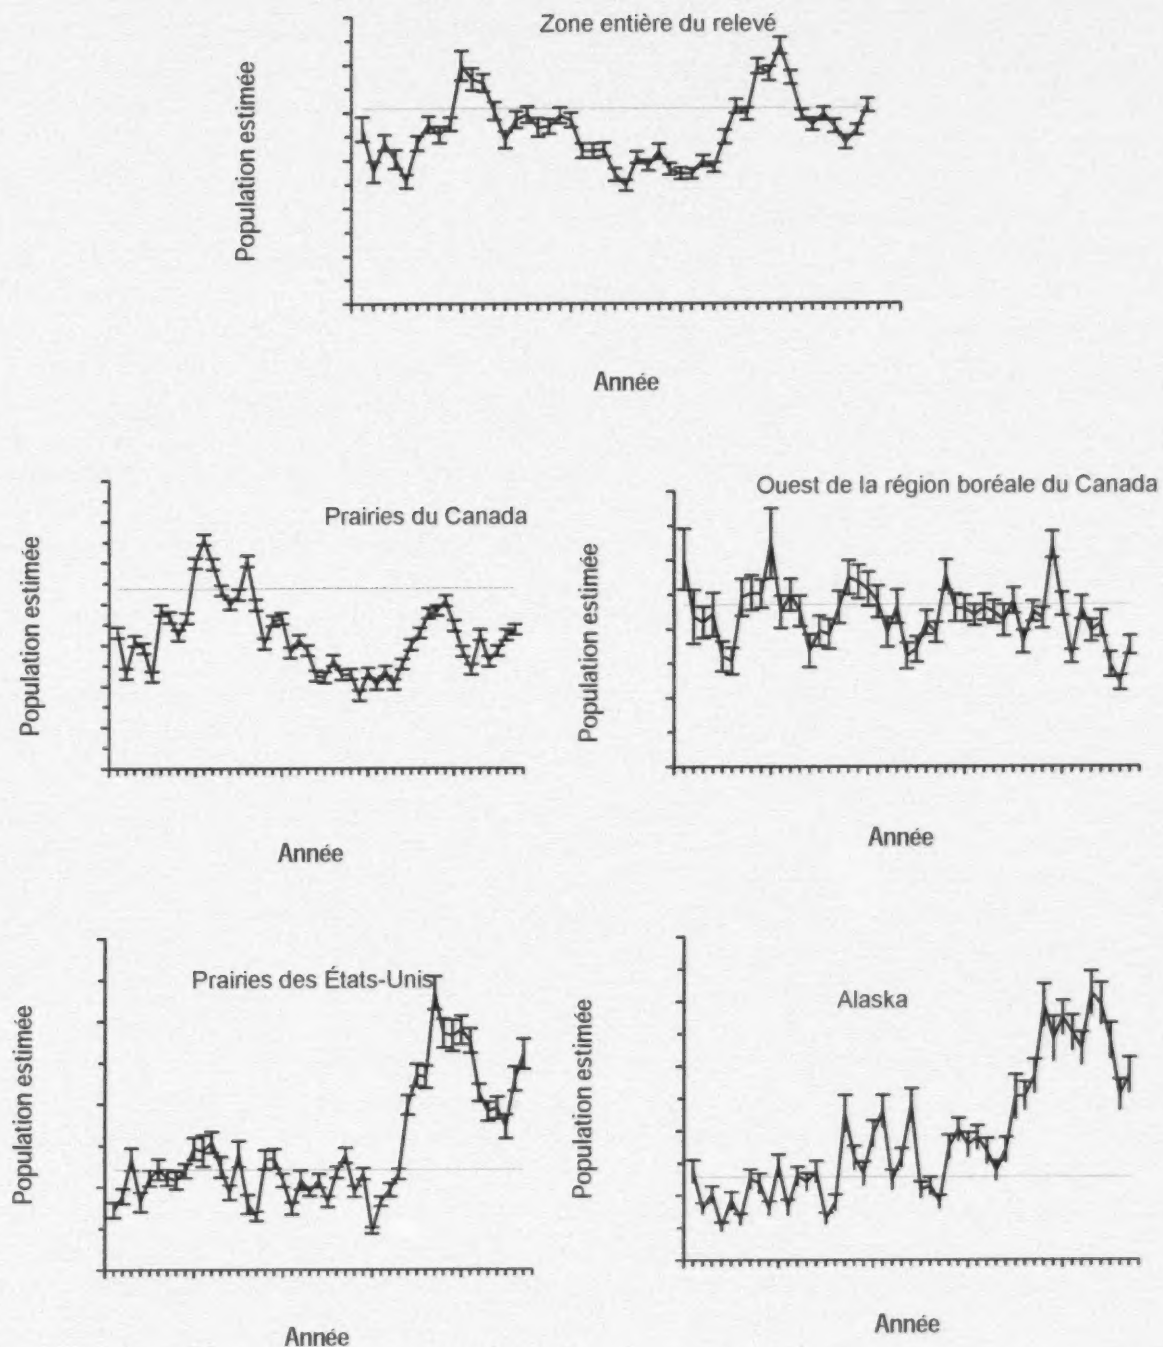 Zone entière du relevé
Population estimée
Année
Prairies du Canada
Population estimée
Année
Ouest de la région boréale du Canada
Population estimée
Année
Prairies des États-Unis
Population estimée
Année
Alaska
Population estimée
Année